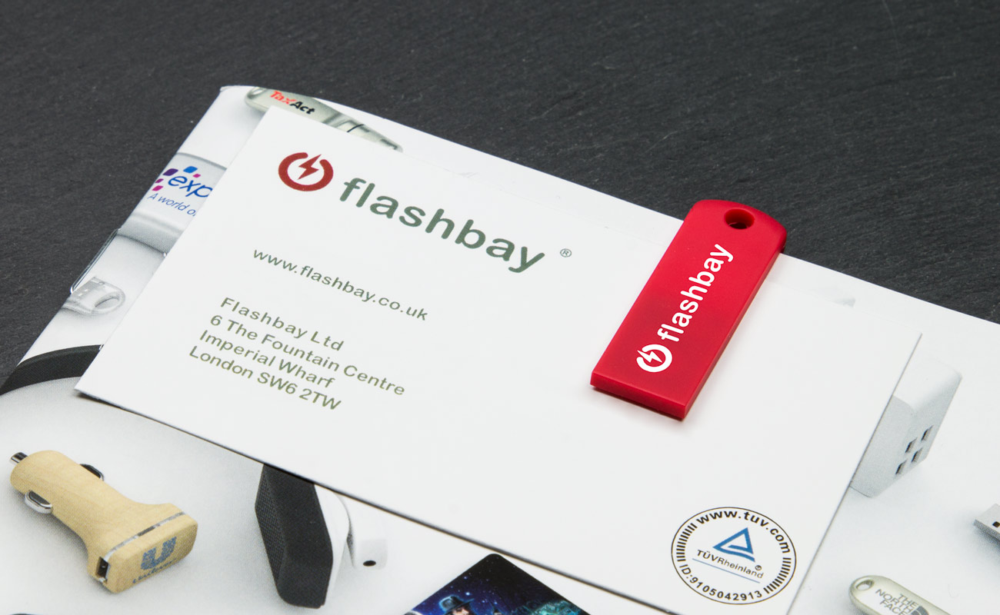 TaxAct
exp
A world of
flashbay ®
www.flashbay.co.uk
Flashbay Ltd
6 The Fountain Centre
Imperial Wharf
London SW6 2TW
flashbay
www.tuv.com
TÜVRheinland®
ID:9105042913
THE
NORTH
FACE